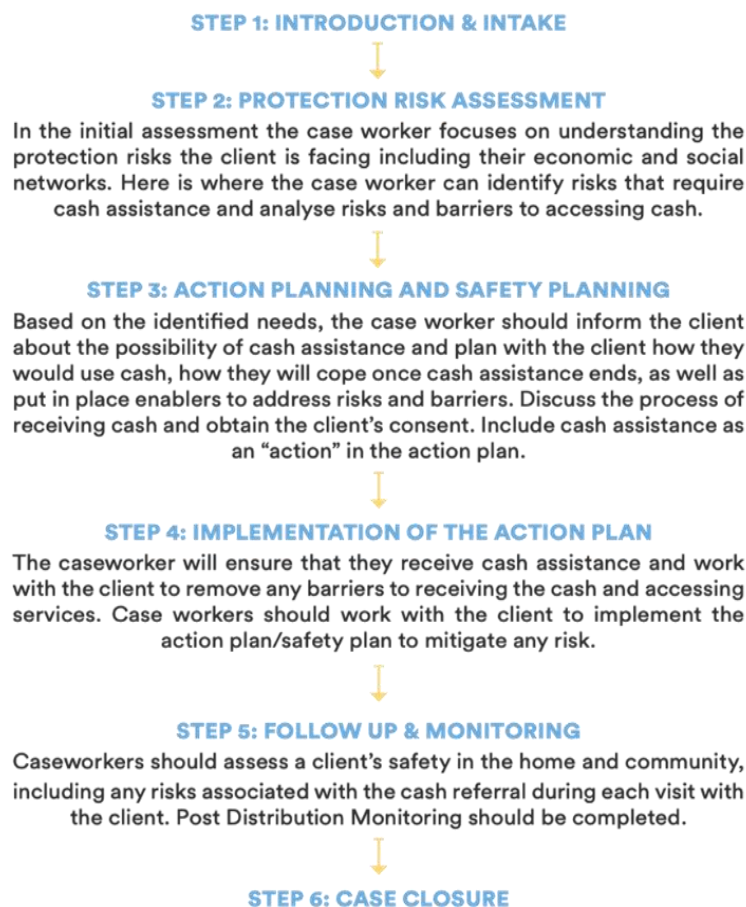 STEP 1: INTRODUCTION & INTAKE
STEP 2: PROTECTION RISK ASSESSMENT
In the initial assessment the case worker focuses on understanding the
protection risks the client is facing including their economic and social
networks. Here is where the case worker can identify risks that require
cash assistance and analyse risks and barriers to accessing cash.
STEP 3: ACTION PLANNING AND SAFETY PLANNING
Based on the identified needs, the case worker should inform the client
about the possibility of cash assistance and plan with the client how they
would use cash, how they will cope once cash assistance ends, as well as
put in place enablers to address risks and barriers. Discuss the process of
receiving cash and obtain the client’s consent. Include cash assistance as
an “action” in the action plan.
STEP 4: IMPLEMENTATION OF THE ACTION PLAN
The caseworker will ensure that they receive cash assistance and work
with the client to remove any barriers to receiving the cash and accessing
services. Case workers should work with the client to implement the
action plan/safety plan to mitigate any risk.
STEP 5: FOLLOW UP & MONITORING
Caseworkers should assess a client’s safety in the home and community,
including any risks associated with the cash referral during each visit with
the client. Post Distribution Monitoring should be completed.
STEP 6: CASE CLOSURE